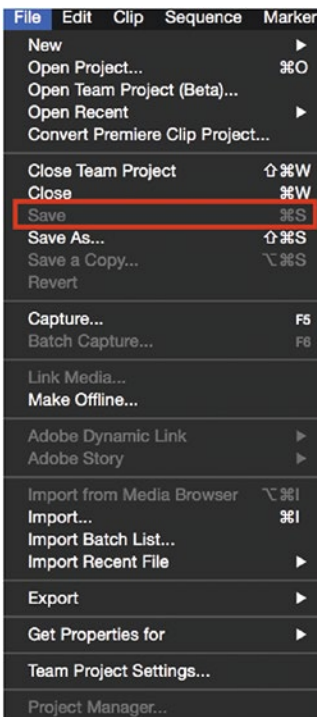 File Edit Clip Sequence Marker
New ▶
Open Project... ⌘O
Open Team Project (Beta)...
Open Recent ▶
Convert Premiere Clip Project...
Close Team Project ⇧⌘W
Close ⌘W
Save ⌘S
Save As... ⇧⌘S
Save a Copy... ⌥⌘S
Revert
Capture... F5
Batch Capture... F6
Link Media...
Make Offline...
Adobe Dynamic Link ▶
Adobe Story ▶
Import from Media Browser ⌥⌘I
Import... ⌘I
Import Batch List...
Import Recent File ▶
Export ▶
Get Properties for ▶
Team Project Settings...
Project Manager...